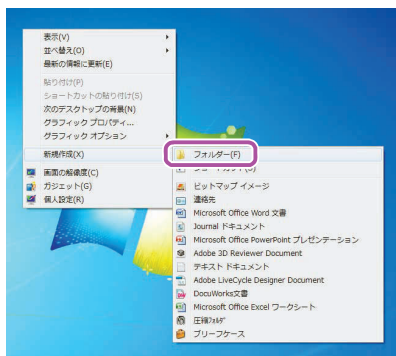 表示(V)
並べ替え(O)
最新の情報に更新(E)
貼り付け(P)
ショートカットの貼り付け(S)
次のデスクトップの背景(N)
グラフィック プロパティ...
グラフィック オプション
新規作成(X)
画面の解像度(C)
ガジェット(G)
個人設定(R)
フォルダー(F)
ショートカット(S)
ビットマップ イメージ
連絡先
Microsoft Office Word 文書
Journal ドキュメント
Microsoft Office PowerPoint プレゼンテーション
Adobe 3D Reviewer Document
テキスト ドキュメント
Adobe LiveCycle Designer Document
DocuWorks文書
Microsoft Office Excel ワークシート
圧縮フォルダ
ブリーフケース